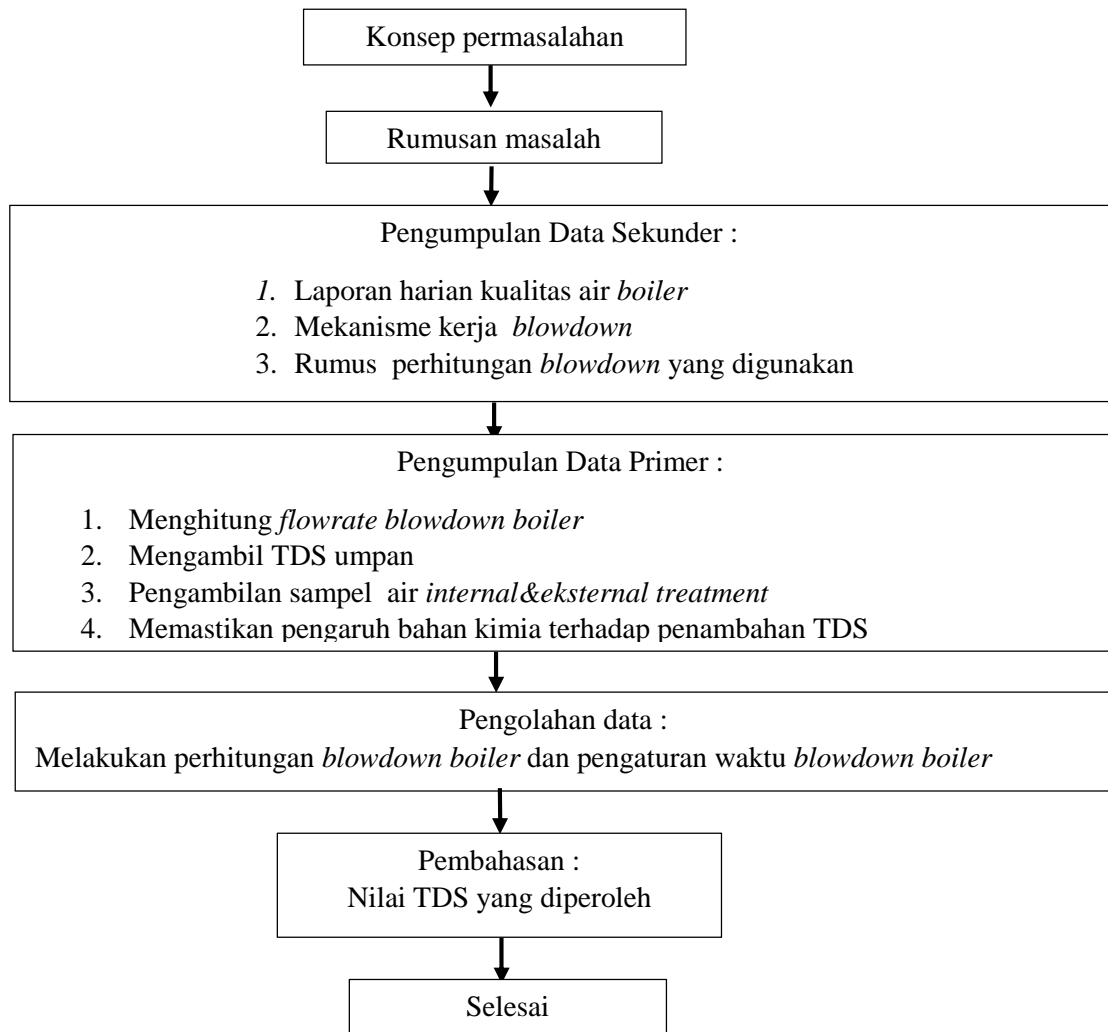 Konsep permasalahan
Rumusan masalah
Pengumpulan Data Sekunder :
1. Laporan harian kualitas air boiler
2. Mekanisme kerja blowdown
3. Rumus perhitungan blowdown yang digunakan
Pengumpulan Data Primer :
1. Menghitung flowrate blowdown boiler
2. Mengambil TDS umpan
3. Pengambilan sampel air internal&eksternal treatment
4. Memastikan pengaruh bahan kimia terhadap penambahan TDS
Pengolahan data :
Melakukan perhitungan blowdown boiler dan pengaturan waktu blowdown boiler
Pembahasan :
Nilai TDS yang diperoleh
Selesai